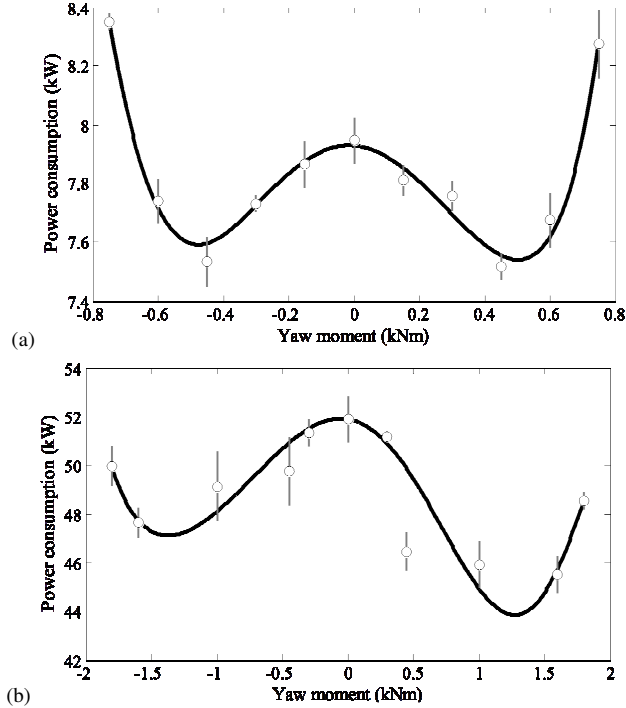 8.4
8.2
8
7.8
7.6
7.4
Power consumption (kW)
-0.8 -0.6 -0.4 -0.2 0 0.2 0.4 0.6 0.8
Yaw moment (kNm)
(a)
54
52
50
48
46
44
42
Power consumption (kW)
-2 -1.5 -1 -0.5 0 0.5 1 1.5 2
Yaw moment (kNm)
(b)